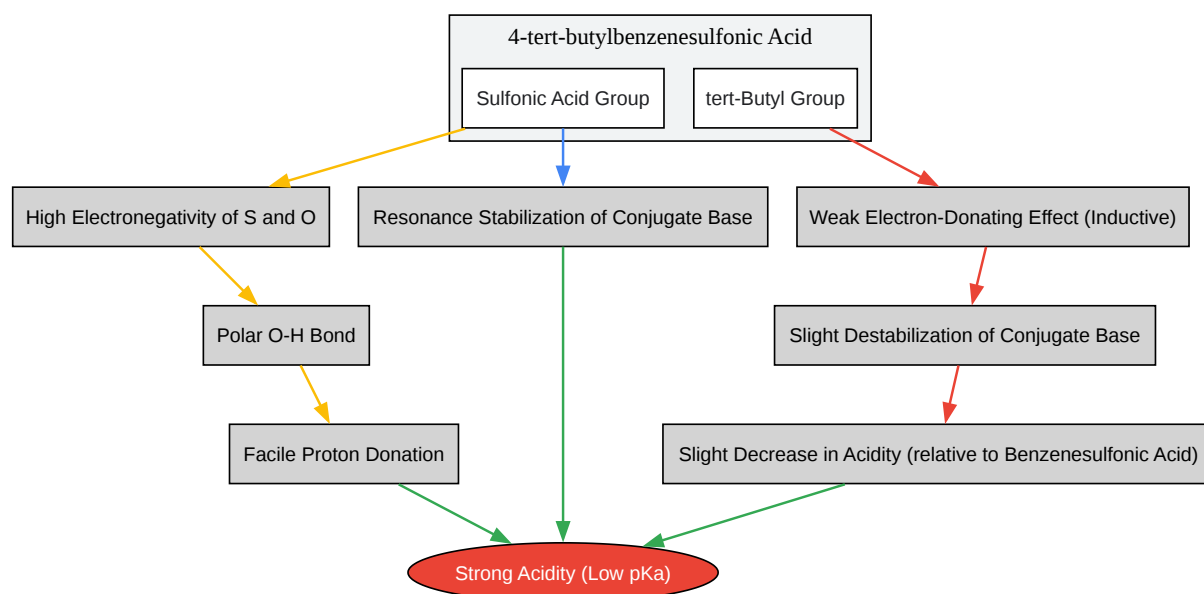 4-tert-butylbenzenesulfonic Acid
Sulfonic Acid Group
tert-Butyl Group
High Electronegativity of S and O
Resonance Stabilization of Conjugate Base
Weak Electron-Donating Effect (Inductive)
Polar O-H Bond
Slight Destabilization of Conjugate Base
Facile Proton Donation
Slight Decrease in Acidity (relative to Benzenesulfonic Acid)
Strong Acidity (Low pKa)